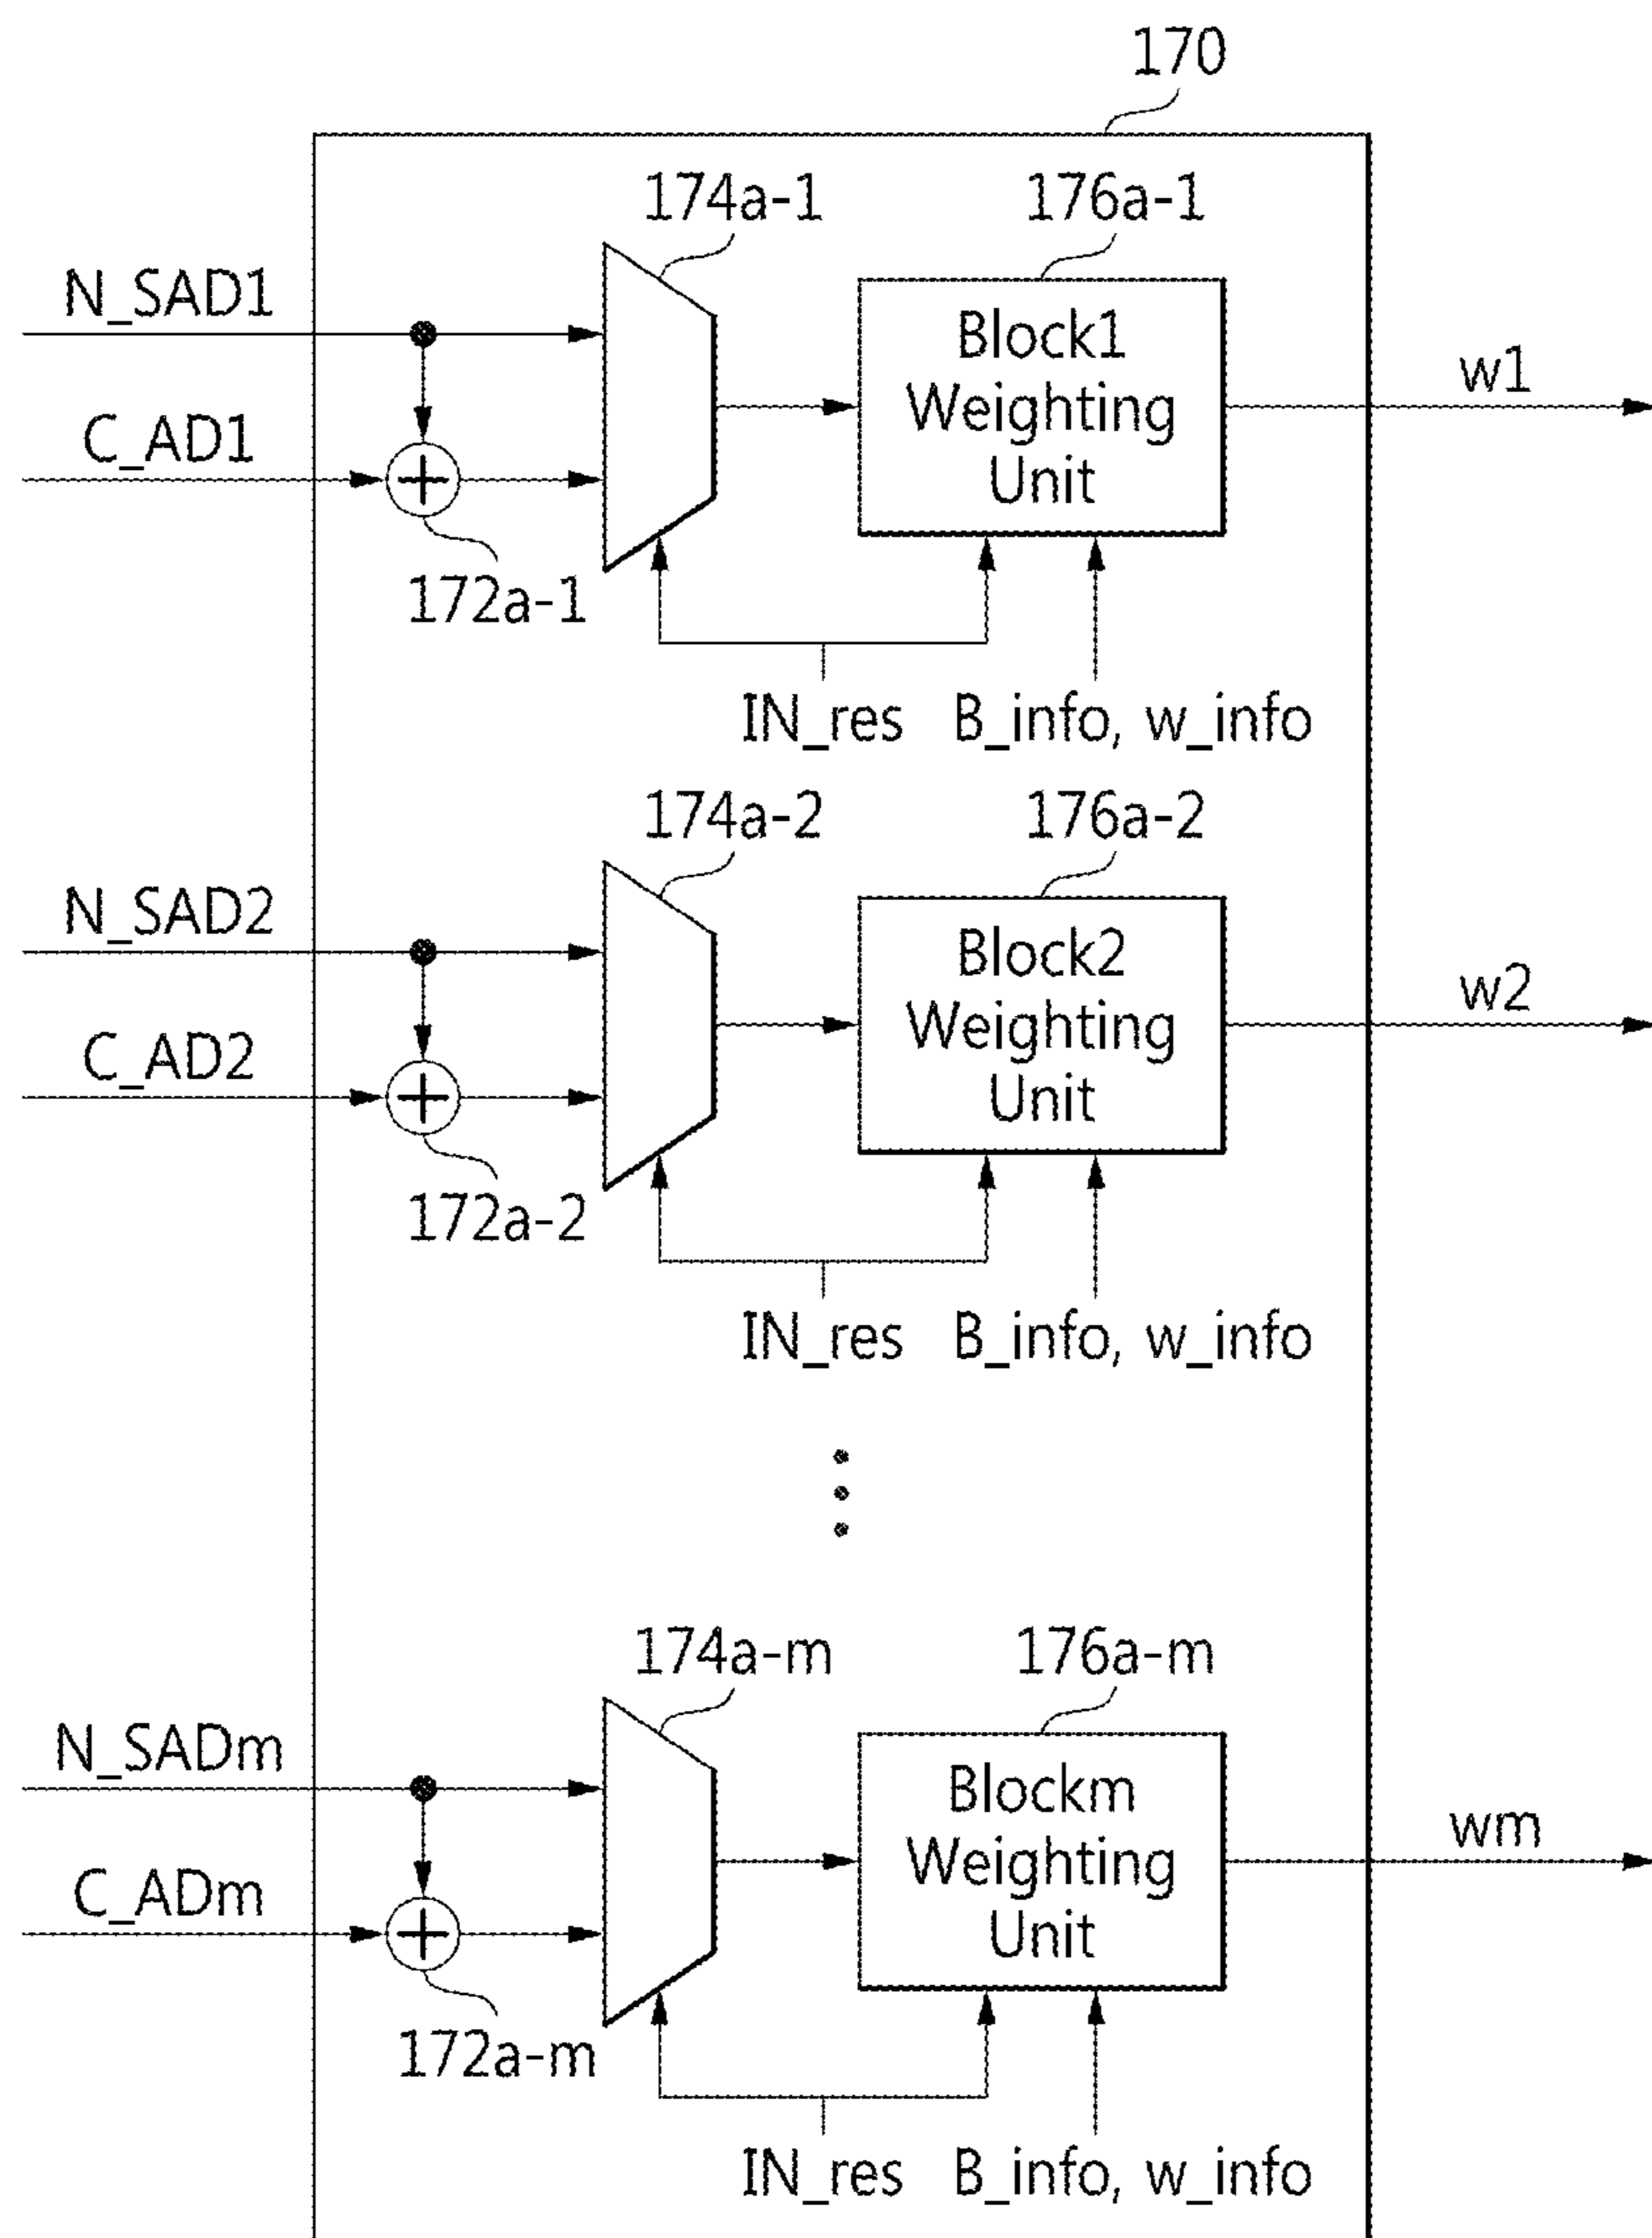 170
174a-1
176a-1
N_SAD1
Block1
Weighting
Unit
w1
C_AD1
+
172a-1
IN_res
B_info, w_info
174a-2
176a-2
N_SAD2
Block2
Weighting
Unit
w2
C_AD2
+
172a-2
IN_res
B_info, w_info
174a-m
176a-m
N_SADm
Blockm
Weighting
Unit
wm
C_ADm
+
172a-m
IN_res
B_info, w_info